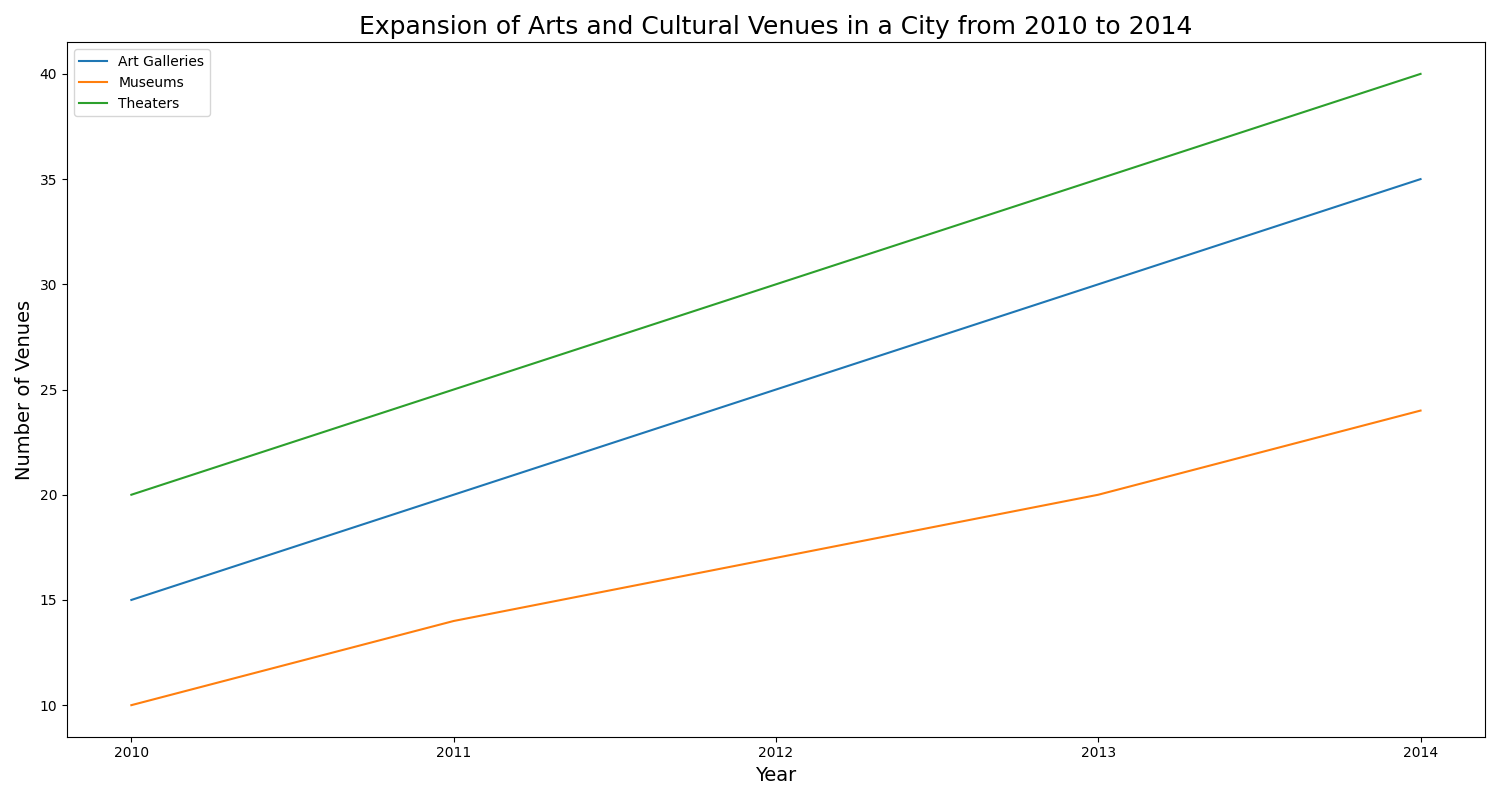 Expansion of Arts and Cultural Venues in a City from 2010 to 2014
Art Galleries
Museums
Theaters
Number of Venues
40
35
30
25
20
15
10
2010 2011 2012 2013 2014
Year